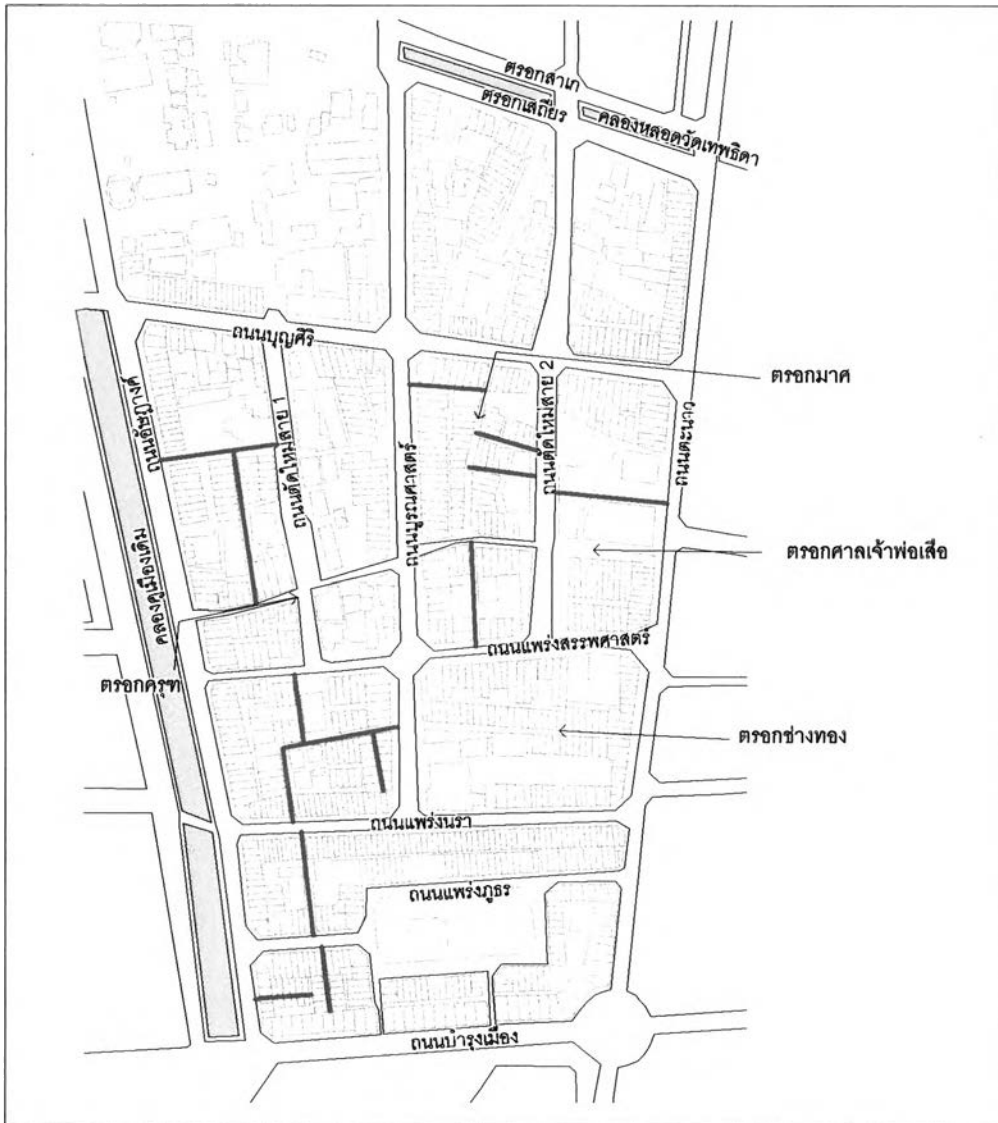 ตรอกสาเก
ตรอกเสถียร
คลองหลอดวัดเทพธิดา
ถนนบุญศิริ
ตรอกมาศ
ถนนอัษฎางค์
ถนนตัดใหม่สาย 1
ถนนบูรณศาสตร์
ถนนตัดใหม่สาย 2
ถนนตะนาว
คลองคูเมืองเดิม
ตรอกศาลเจ้าพ่อเสือ
ถนนแพร่งสรรพศาสตร์
ตรอกครุฑ
ตรอกช่างทอง
ถนนแพร่งนรา
ถนนแพร่งภูธร
ถนนบำรุงเมือง